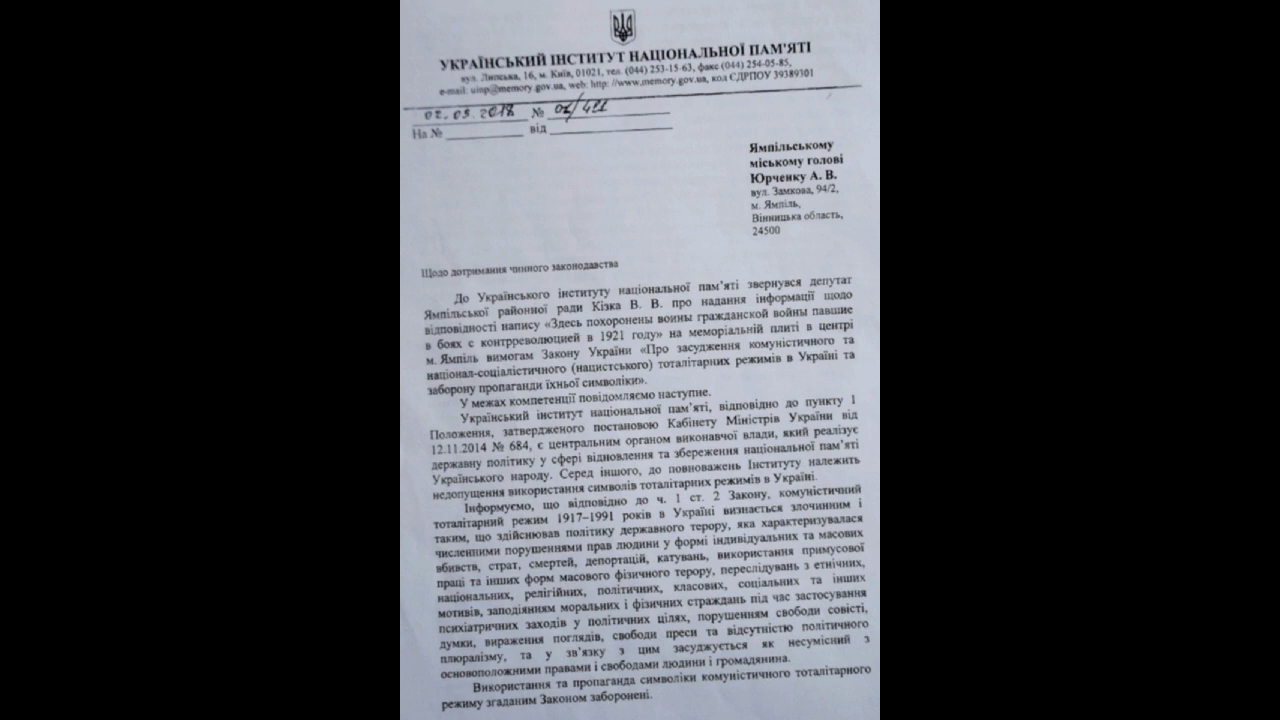 УКРАЇНСЬКИЙ ІНСТИТУТ НАЦІОНАЛЬНОЇ ПАМ'ЯТІ
вул. Липська, 16, м. Київ, 01021, тел. (044) 253-15-63, факс (044) 254-05-85,
e-mail: uinp@memory.gov.ua, web: http: //www.memory.gov.ua, код ЄДРПОУ 39389301
02.03.2018 №
На № від
Ямпільському
міському голові
Юрченку А. В.
вул. Замкова, 94/2,
м. Ямпіль,
Вінницька область,
24500
Щодо дотримання чинного законодавства
До Українського інституту національної пам’яті звернувся депутат
Ямпільської районної ради Кізка В. В. про надання інформації щодо
відповідності напису «Здесь похоронены воины гражданской войны павшие
в боях с контрреволюцией в 1921 году» на меморіальній плиті в центрі
м. Ямпіль вимогам Закону України «Про засудження комуністичного та
націонал-соціалістичного (нацистського) тоталітарних режимів в Україні та
заборону пропаганди їхньої символіки».
У межах компетенції повідомляємо наступне.
Український інститут національної пам’яті, відповідно до пункту 1
Положення, затвердженого постановою Кабінету Міністрів України від
12.11.2014 № 684, є центральним органом виконавчої влади, який реалізує
державну політику у сфері відновлення та збереження національної пам’яті
Українського народу. Серед іншого, до повноважень Інституту належить
недопущення використання символів тоталітарних режимів в Україні.
Інформуємо, що відповідно до ч. 1 ст. 2 Закону, комуністичний
тоталітарний режим 1917–1991 років в Україні визнається злочинним і
таким, що здійснював політику державного терору, яка характеризувалася
численними порушеннями прав людини у формі індивідуальних та масових
вбивств, страт, смертей, депортацій, катувань, використання примусової
праці та інших форм масового фізичного терору, переслідувань з етнічних,
національних, релігійних, політичних, класових, соціальних та інших
мотивів, заподіянням моральних і фізичних страждань під час застосування
психіатричних заходів у політичних цілях, порушенням свободи совісті,
думки, вираження поглядів, свободи преси та відсутністю політичного
плюралізму, та у зв’язку з цим засуджується як несумісний з
основоположними правами і свободами людини і громадянина.
Використання та пропаганда символіки комуністичного тоталітарного
режиму згаданим Законом заборонені.